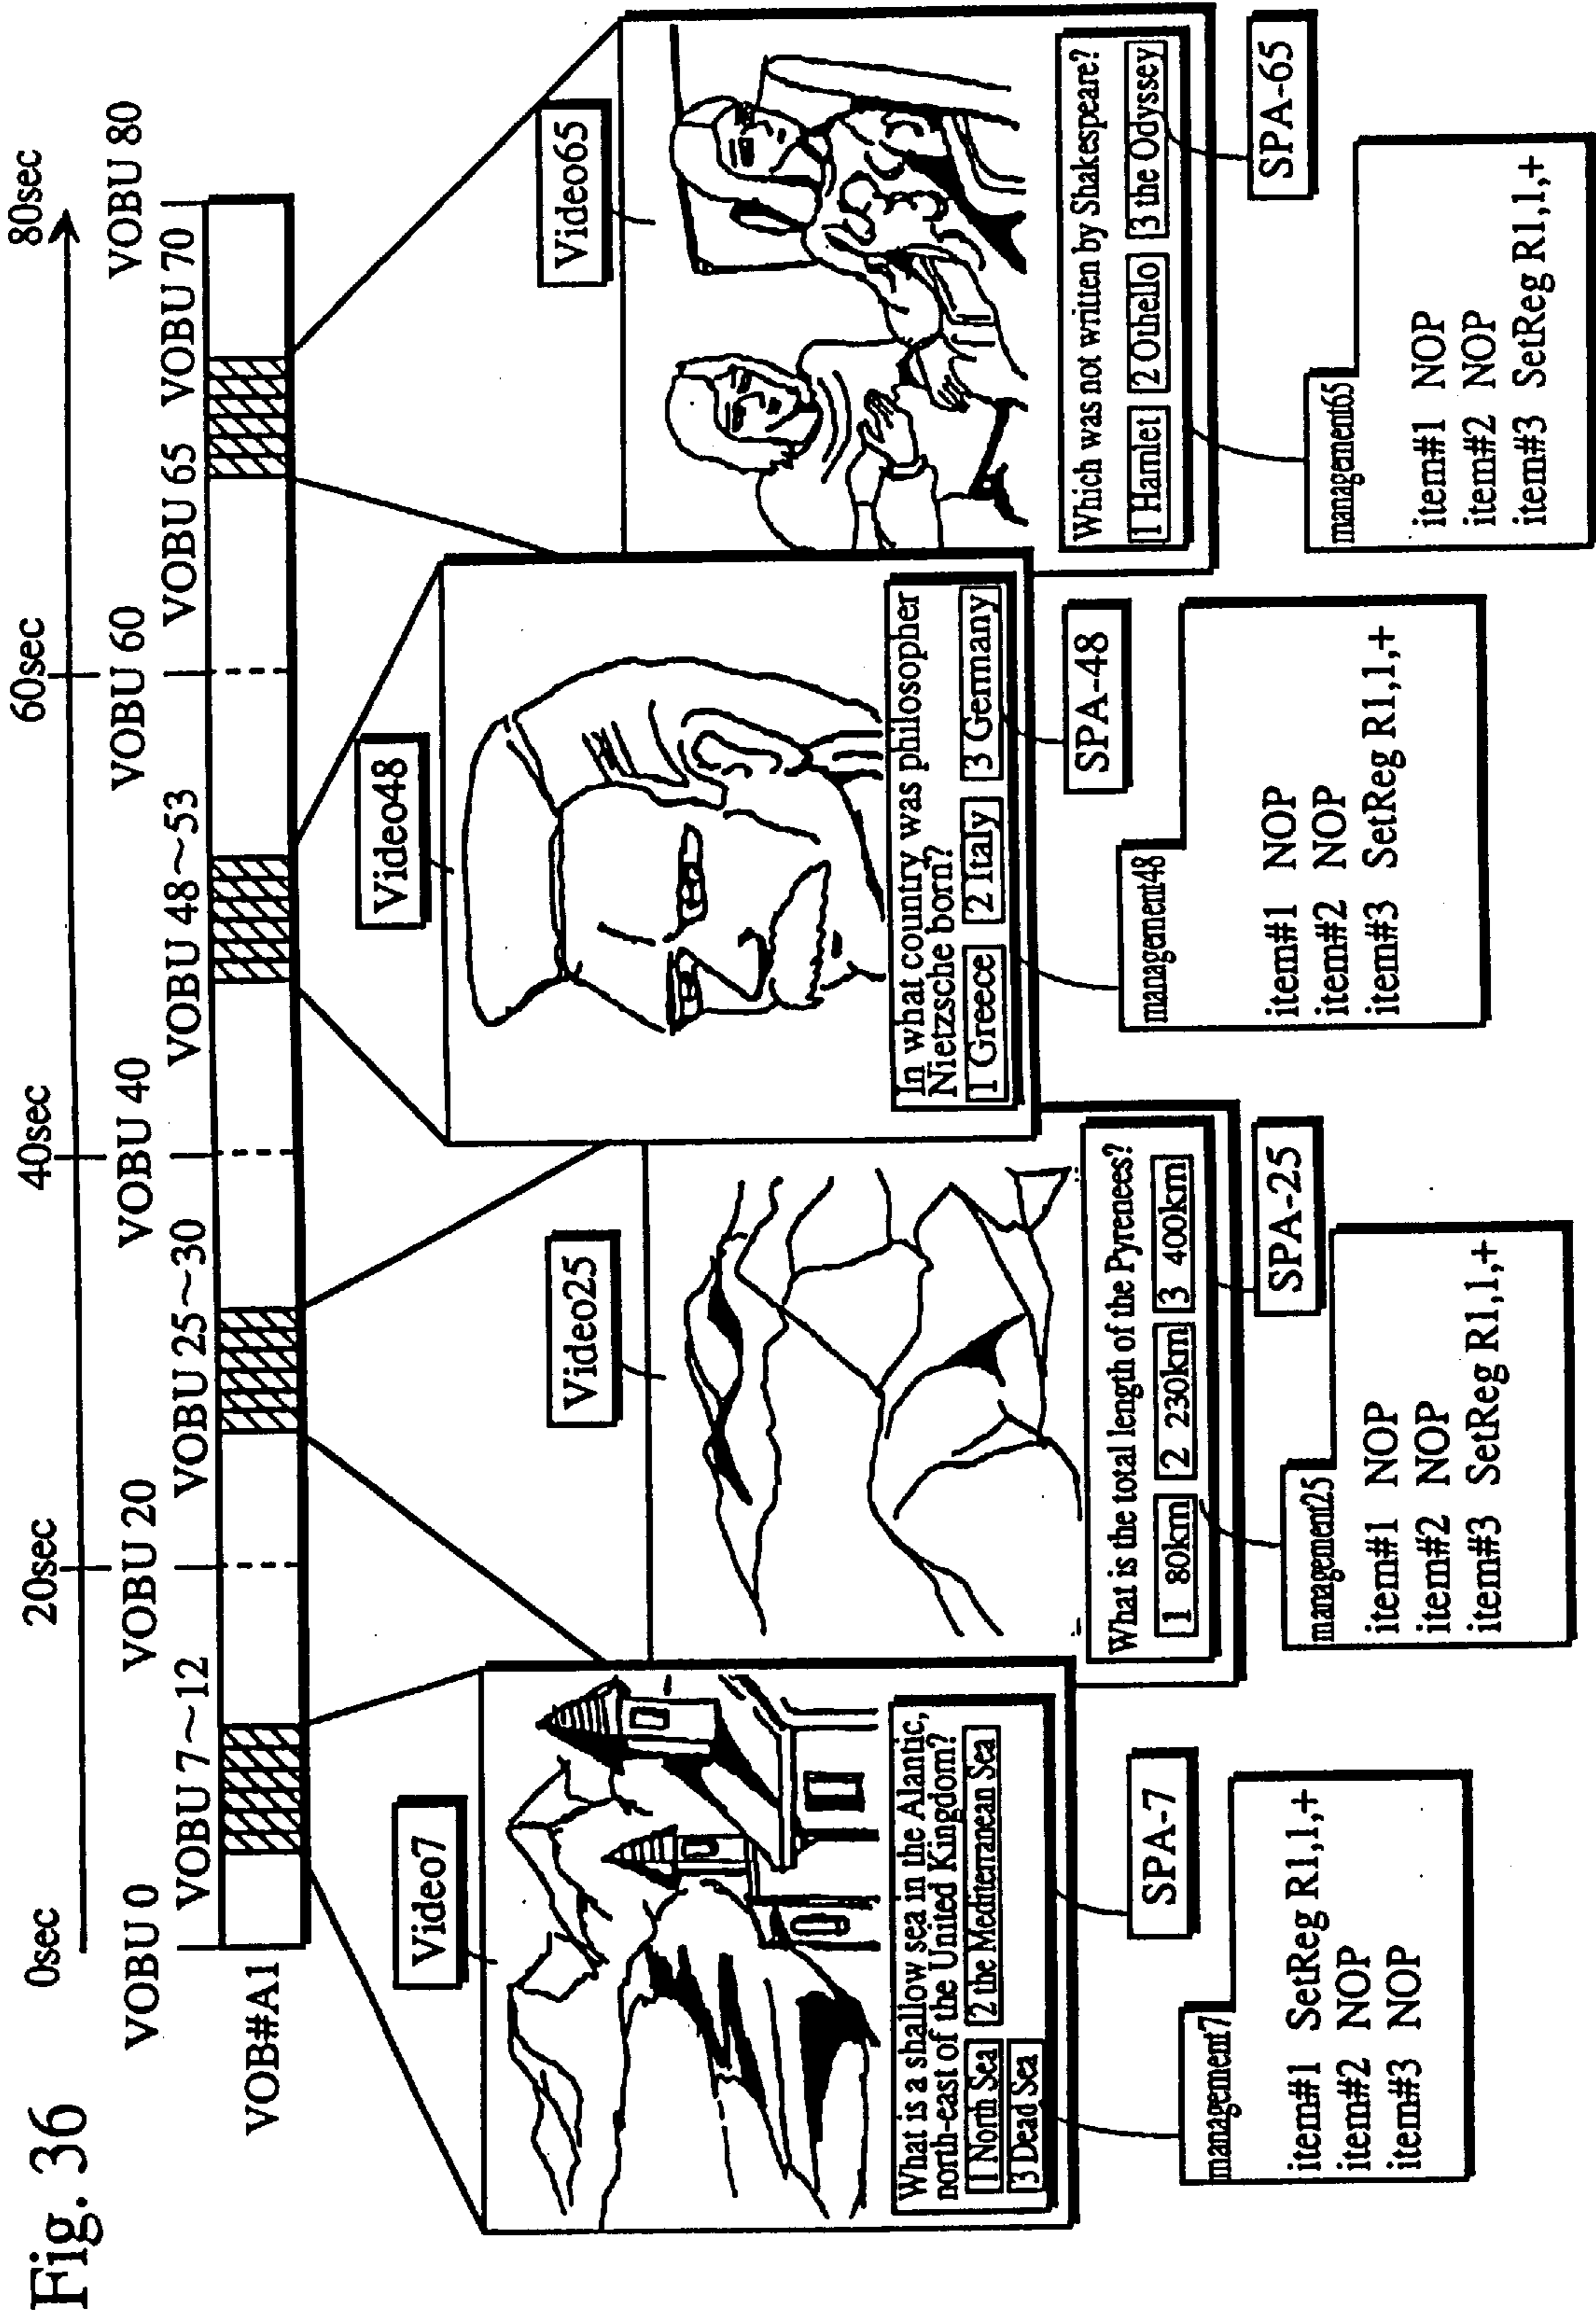 Fig. 36
0sec
20sec
40sec
60sec
80sec
VOBU 0
VOBU 20
VOBU 40
VOBU 60
VOBU 80
VOBU 7~12
VOBU 25~30
VOBU 48~53
VOBU 65
VOBU 70
VOB#A1
Video7
What is a shallow sea in the Alantic,
north-east of the United Kingdom?
1 North Sea
2 the Mediterranean Sea
3 Dead Sea
SPA-7
management7
item#1 SetReg R1,1,+
item#2 NOP
item#3 NOP
Video25
What is the total length of the Pyrenees?
1 80km
2 230km
3 400km
SPA-25
management25
item#1 NOP
item#2 NOP
item#3 SetReg R1,1,+
Video48
In what country was philosopher
Nietzsche born?
1 Greece
2 Italy
3 Germany
SPA-48
management48
item#1 NOP
item#2 NOP
item#3 SetReg R1,1,+
Video65
Which was not written by Shakespeare?
1 Hamlet
2 Othello
3 the Odyssey
SPA-65
management65
item#1 NOP
item#2 NOP
item#3 SetReg R1,1,+